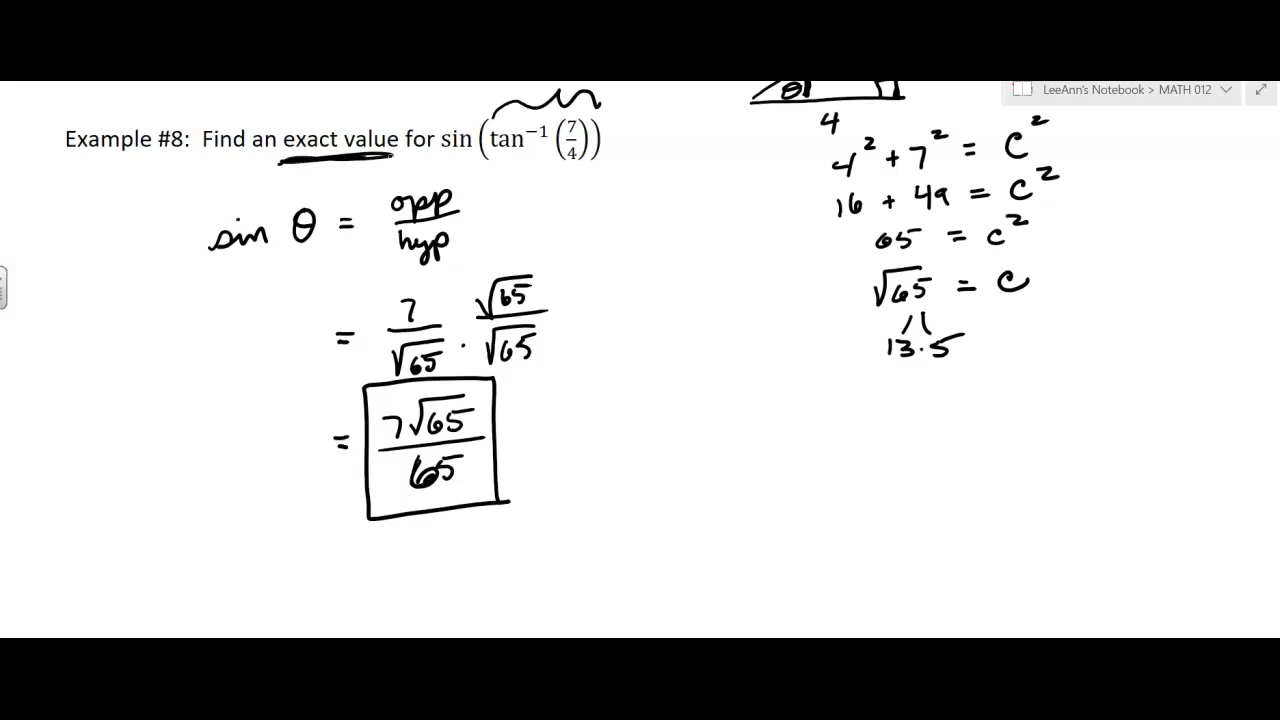 LeeAnn's Notebook > MATH 012
Example #8: Find an exact value for sin (tan⁻¹ (7/4))
sin θ = opp/hyp
= 7/√65 · √65/√65
= 7√65/65
θ
4
4² + 7² = c²
16 + 49 = c²
65 = c²
√65 = c
13·5